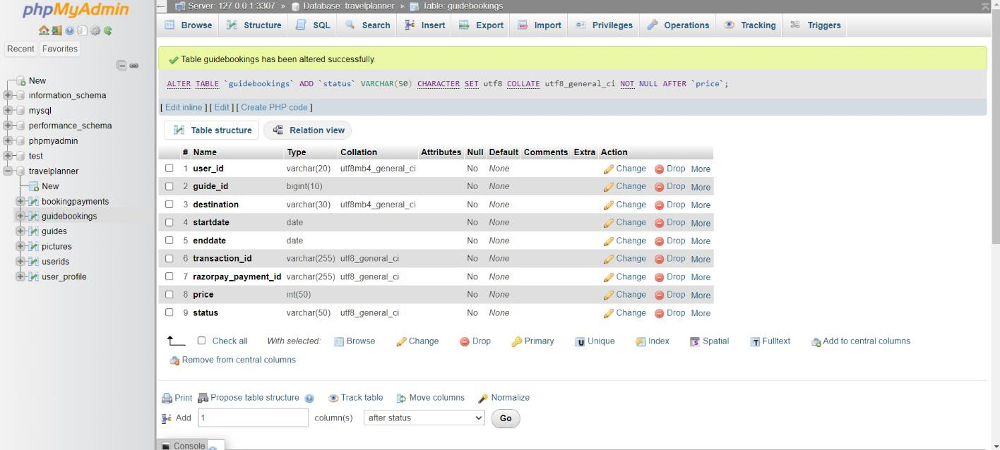 phpMyAdmin
Recent Favorites
New
information_schema
mysql
performance_schema
phpmyadmin
test
travelplanner
New
bookingpayments
guidebookings
guides
pictures
userids
user_profile
Server: 127.0.0.1:3307 » Database: travelplanner » Table: guidebookings
Browse Structure SQL Search Insert Export Import Privileges Operations Tracking Triggers
Table guidebookings has been altered successfully.
ALTER TABLE `guidebookings` ADD `status` VARCHAR(50) CHARACTER SET utf8 COLLATE utf8_general_ci NOT NULL AFTER `price`;
[ Edit inline ] [ Edit ] [ Create PHP code ]
Table structure Relation view
# Name Type Collation Attributes Null Default Comments Extra Action
1 user_id varchar(20) utf8mb4_general_ci No None Change Drop More
2 guide_id bigint(10) No None Change Drop More
3 destination varchar(30) utf8mb4_general_ci No None Change Drop More
4 startdate date No None Change Drop More
5 enddate date No None Change Drop More
6 transaction_id varchar(255) utf8_general_ci No None Change Drop More
7 razorpay_payment_id varchar(255) utf8_general_ci No None Change Drop More
8 price int(50) No None Change Drop More
9 status varchar(50) utf8_general_ci No None Change Drop More
Check all With selected: Browse Change Drop Primary Unique Index Spatial Fulltext Add to central columns
Remove from central columns
Print Propose table structure Track table Move columns Normalize
Add 1 column(s) after status Go
Console